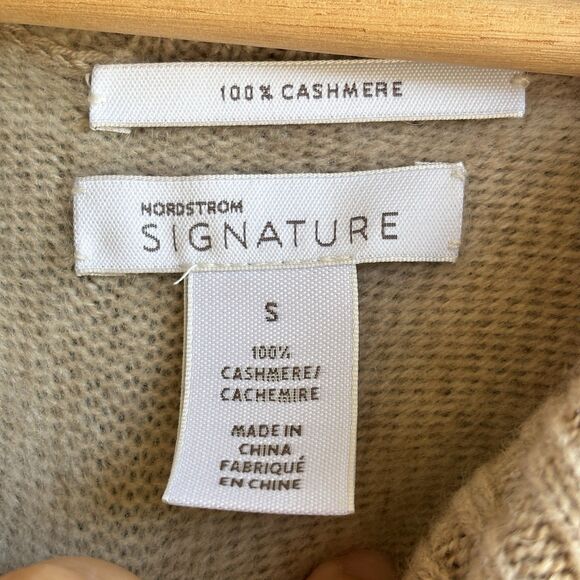 100% CASHMERE
NORDSTROM
SIGNATURE
S
100%
CASHMERE/
CACHEMIRE
MADE IN
CHINA
FABRIQUÉ
EN CHINE